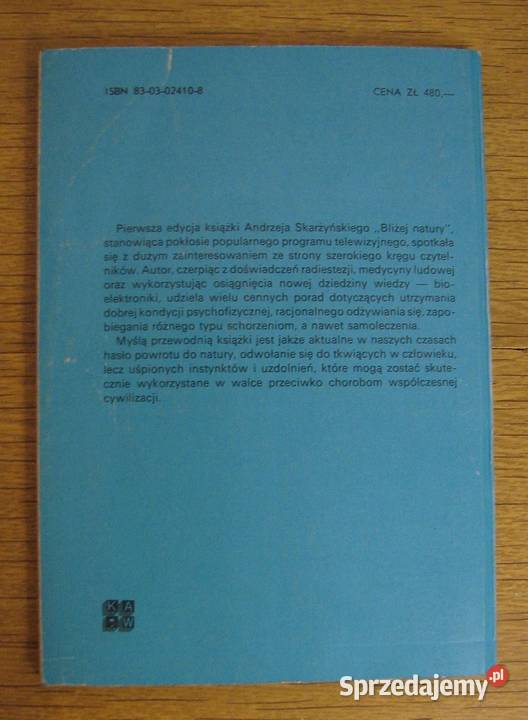 ISBN 83-03-02410-8
CENA ZŁ 480,—
Pierwsza edycja książki Andrzeja Skarżyńskiego „Bliżej natury”,
stanowiąca pokłosie popularnego programu telewizyjnego, spotkała
się z dużym zainteresowaniem ze strony szerokiego kręgu czytel-
ników. Autor, czerpiąc z doświadczeń radiestezji, medycyny ludowej
oraz wykorzystując osiągnięcia nowej dziedziny wiedzy — bio-
elektroniki, udziela wielu cennych porad dotyczących utrzymania
dobrej kondycji psychofizycznej, racjonalnego odżywiania się, zapo-
biegania różnego typu schorzeniom, a nawet samoleczenia.
Myślą przewodnią książki jest jakże aktualne w naszych czasach
hasło powrotu do natury, odwołanie się do tkwiących w człowieku,
lecz uśpionych instynktów i uzdolnień, które mogą zostać skute-
cznie wykorzystane w walce przeciwko chorobom współczesnej
cywilizacji.
K A
W
Sprzedajemy.pl